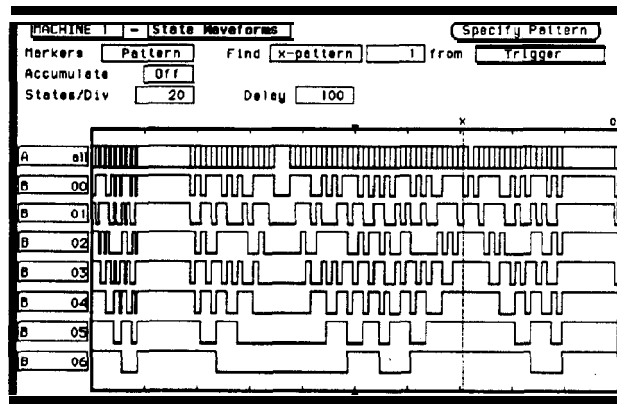 MACHINE 1 - State Waveforms Specify Pattern
Markers Pattern Find x-pattern 1 from Trigger
Accumulate Off
States/Div 20 Delay 100
x o
A all
B 00
B 01
B 02
B 03
B 04
B 05
B 06